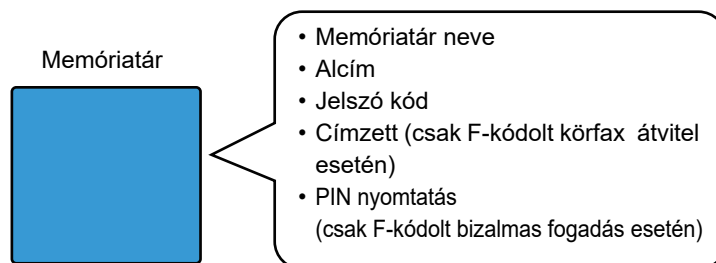 Memóriatár
• Memóriatár neve
• Alcím
• Jelszó kód
• Címzett (csak F-kódolt körfax átvitel
esetén)
• PIN nyomtatás
(csak F-kódolt bizalmas fogadás esetén)